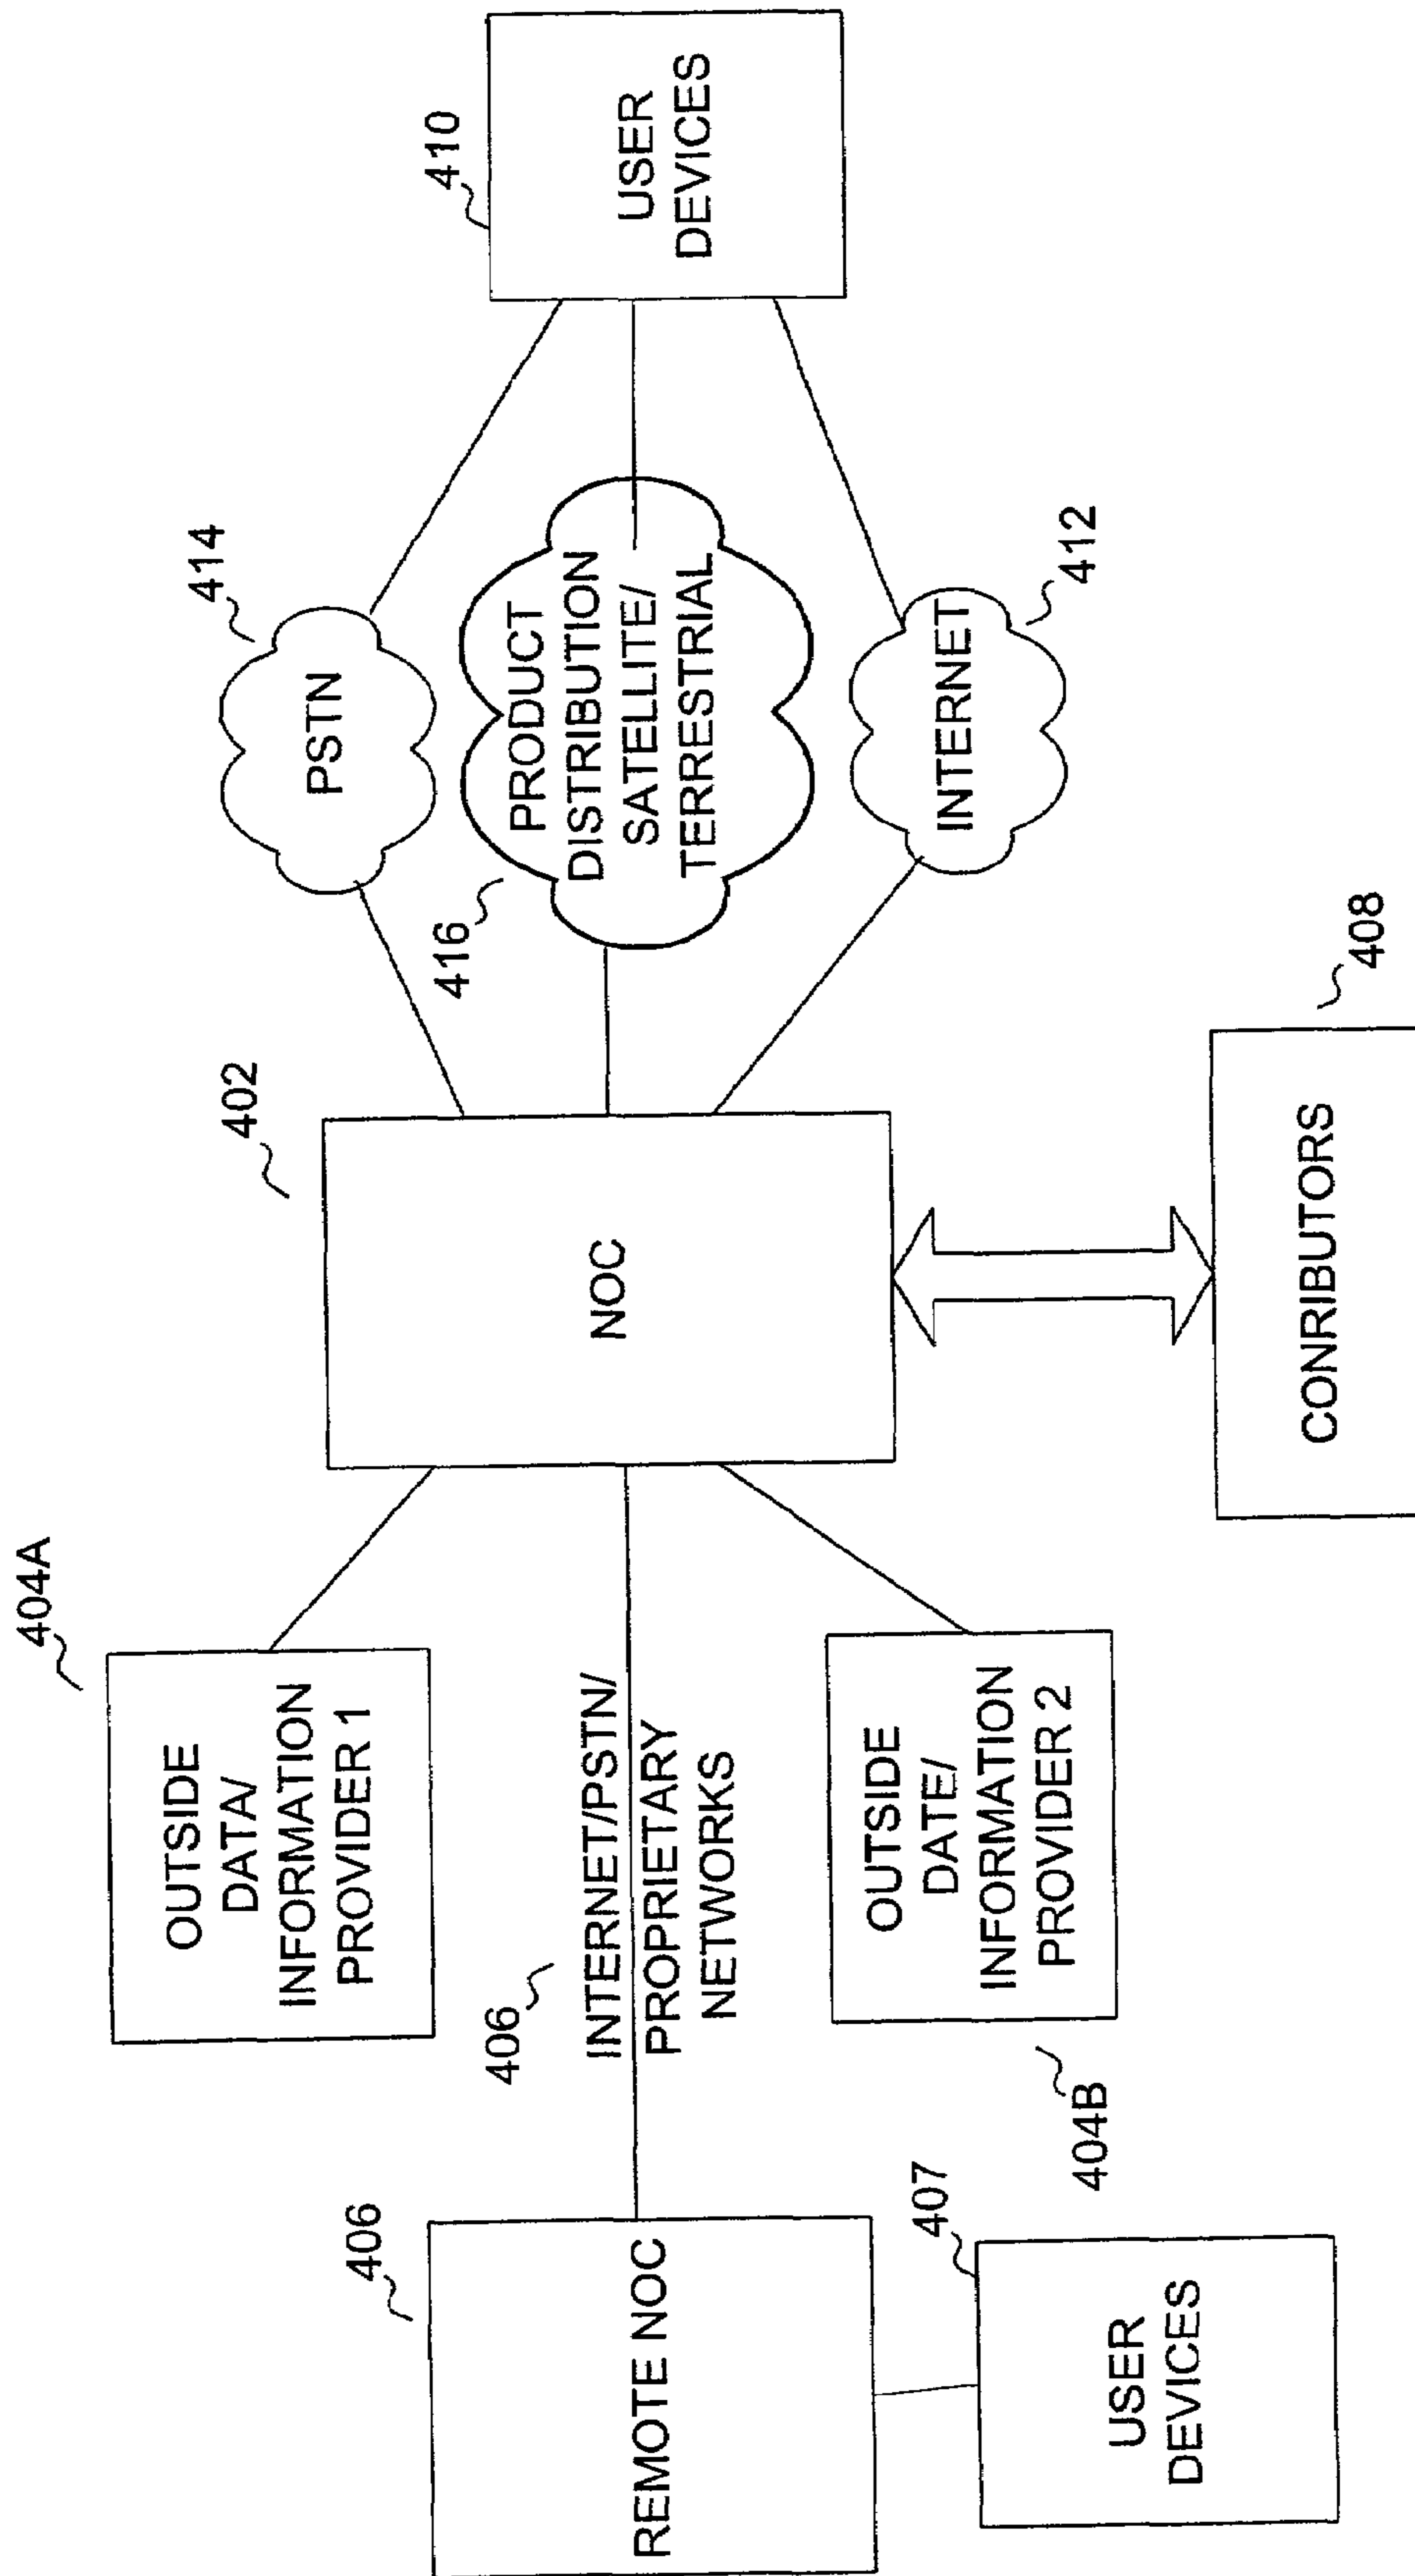 404A
OUTSIDE
DATA/
INFORMATION
PROVIDER 1
402
NOC
414
PSTN
410
USER
DEVICES
406
REMOTE NOC
406
INTERNET/PSTN/
PROPRIETARY
NETWORKS
416
PRODUCT
DISTRIBUTION
SATELLITE/
TERRESTRIAL
407
USER
DEVICES
404B
OUTSIDE
DATE/
INFORMATION
PROVIDER 2
INTERNET
412
408
CONRIBUTORS